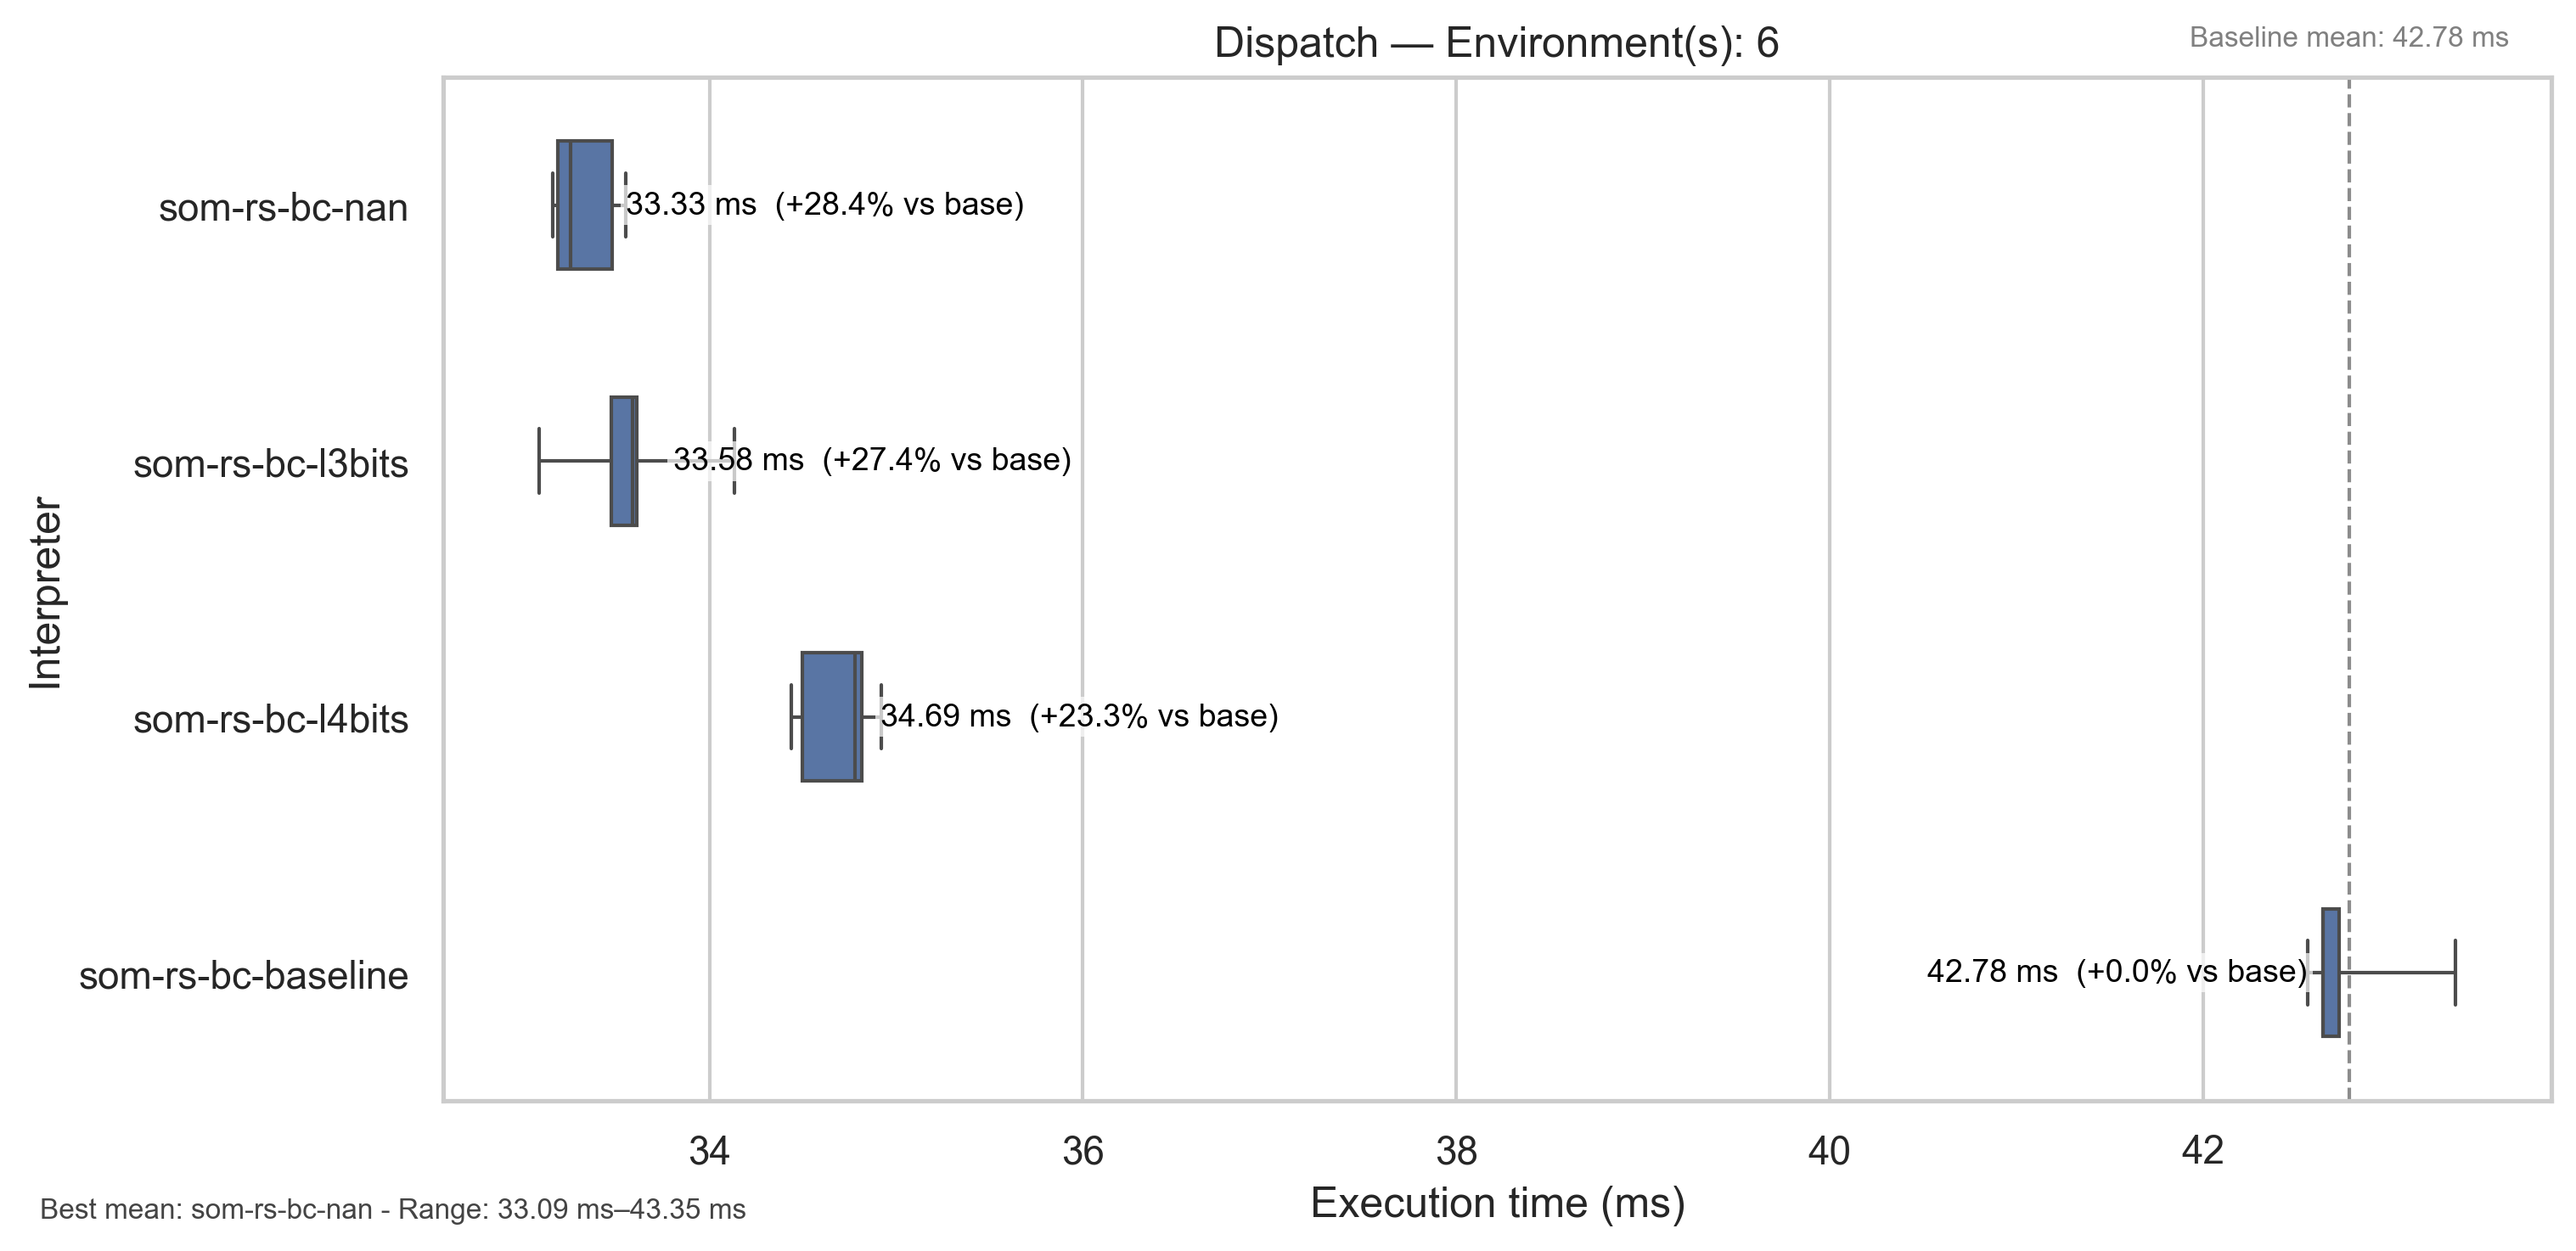 Dispatch — Environment(s): 6
Baseline mean: 42.78 ms
Interpreter
som-rs-bc-nan
33.33 ms (+28.4% vs base)
som-rs-bc-l3bits
33.58 ms (+27.4% vs base)
som-rs-bc-l4bits
34.69 ms (+23.3% vs base)
som-rs-bc-baseline
42.78 ms (+0.0% vs base)
34 36 38 40 42
Execution time (ms)
Best mean: som-rs-bc-nan - Range: 33.09 ms–43.35 ms